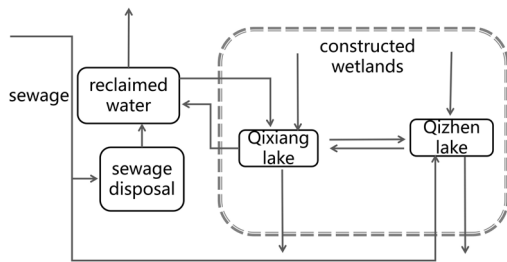 constructed
wetlands
sewage
reclaimed
water
Qixiang
lake
Qizhen
lake
sewage
disposal